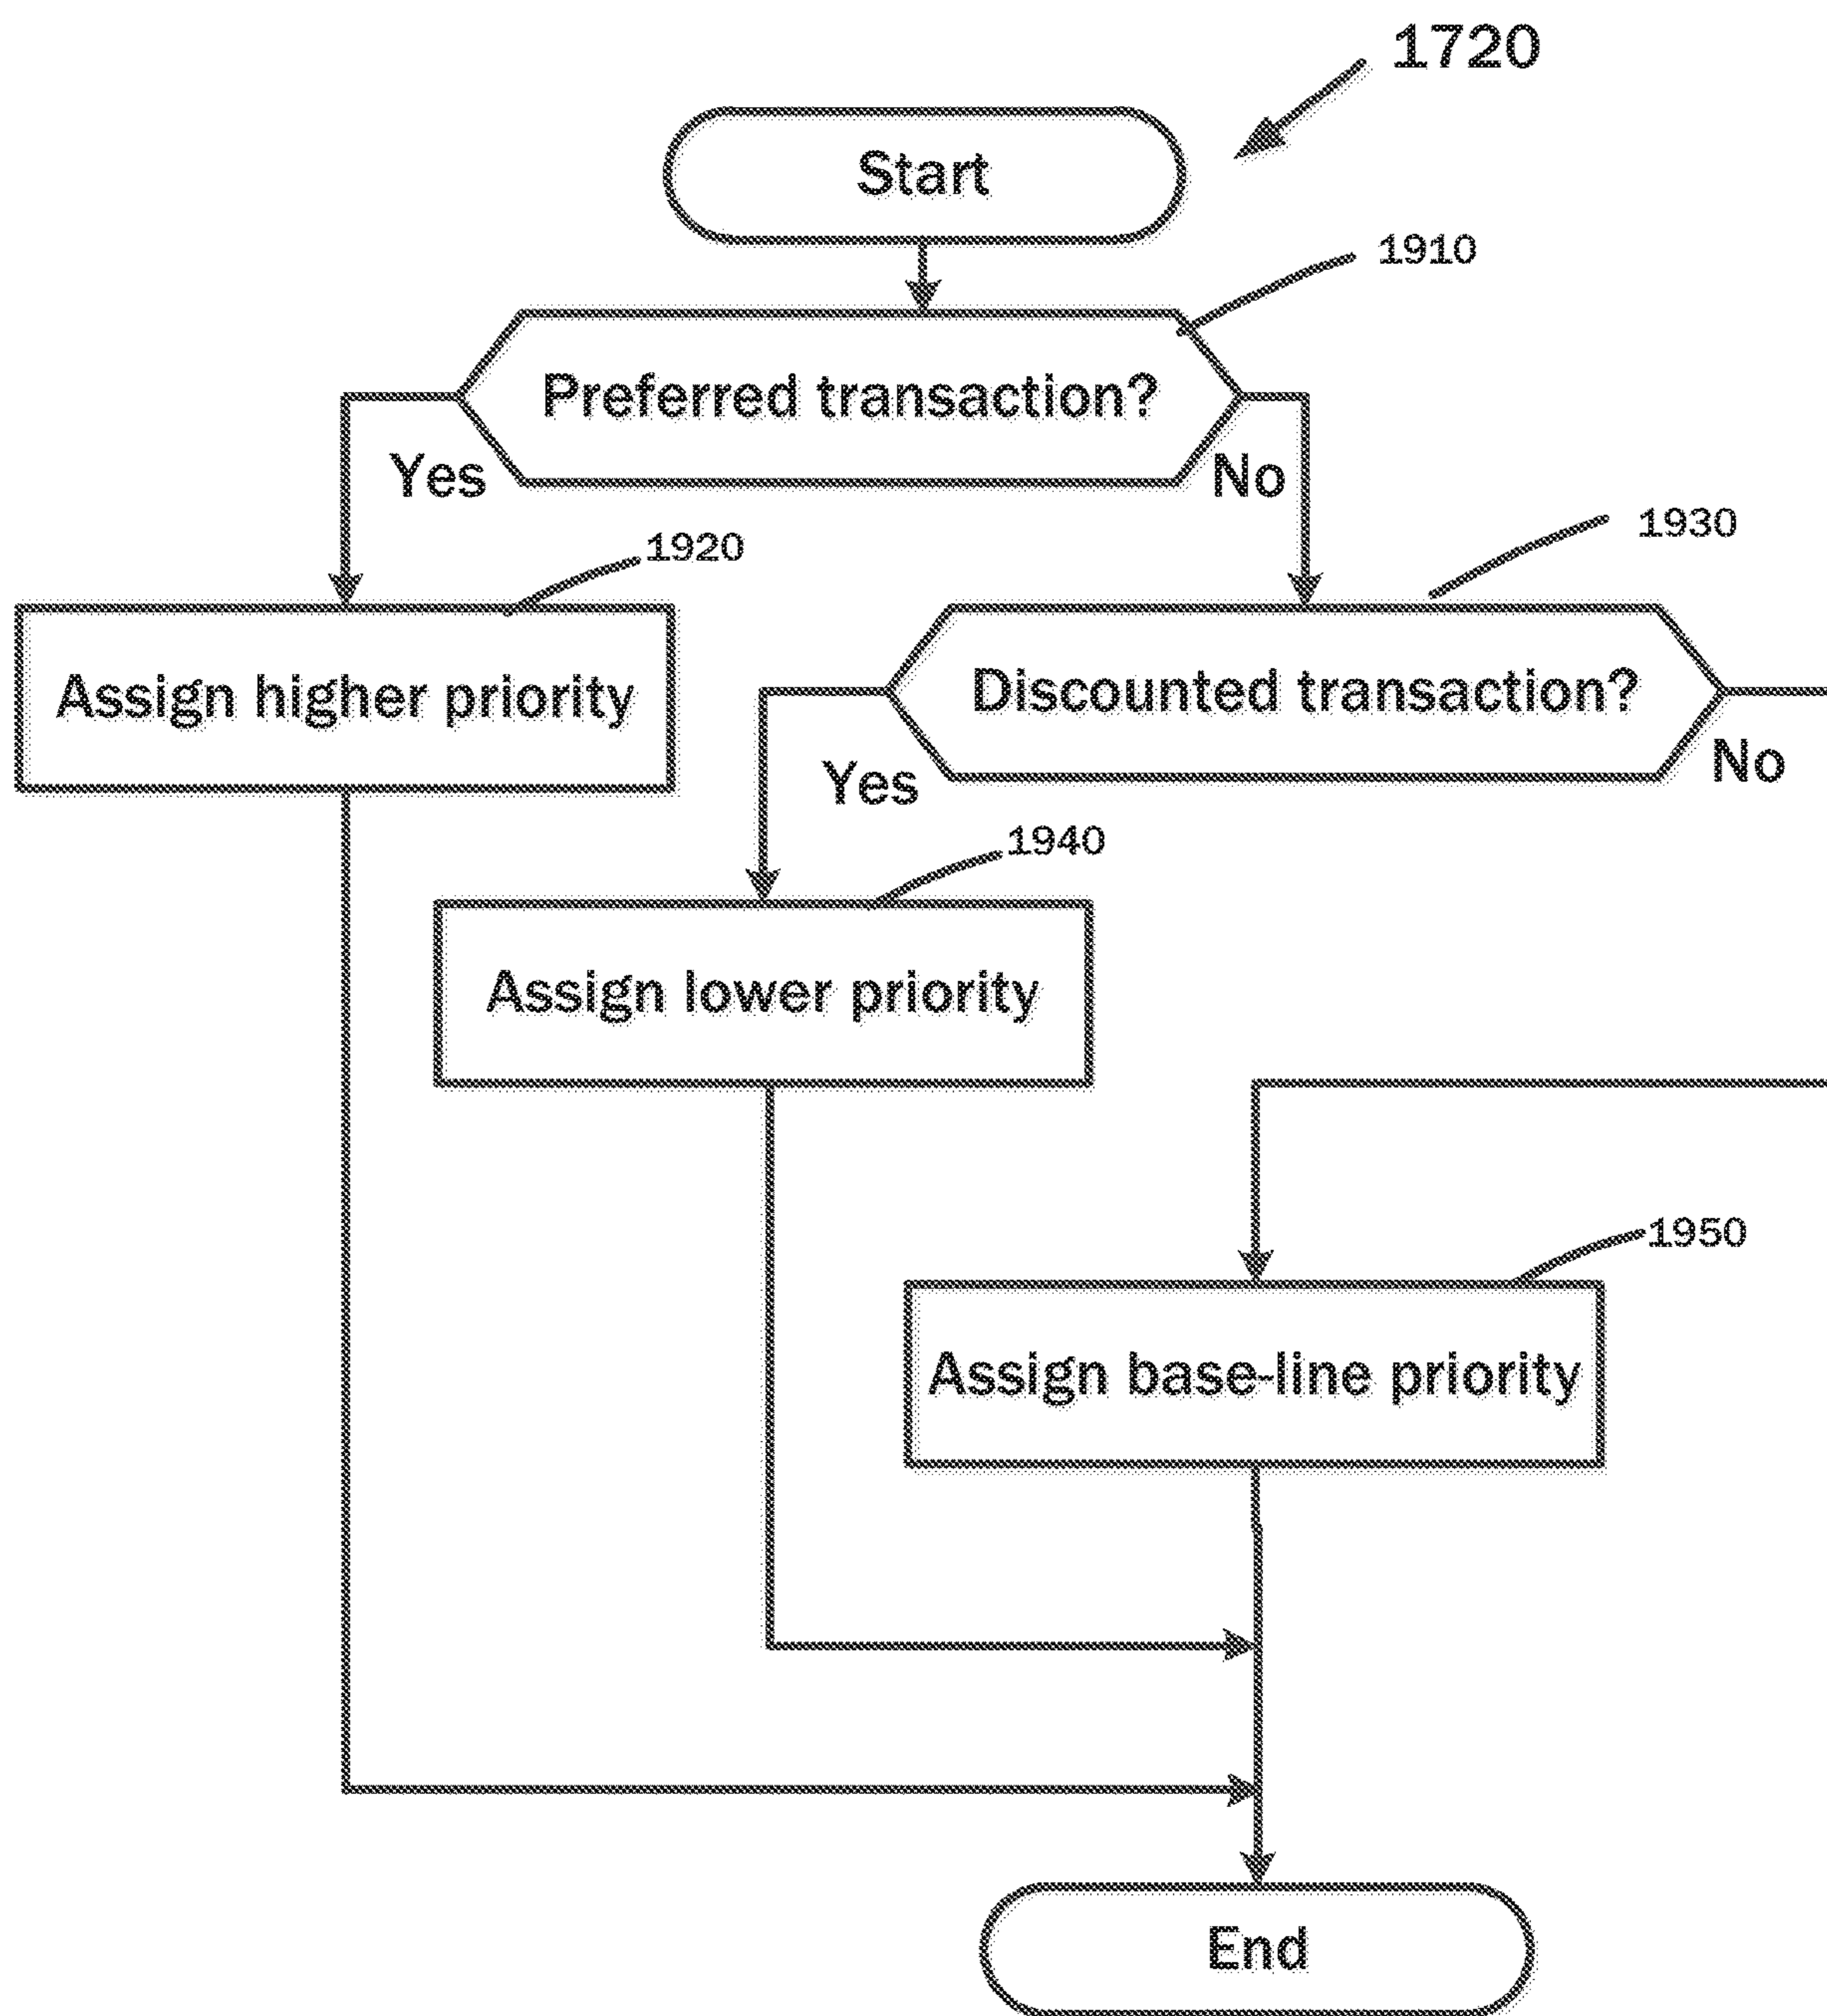 1720
Start
1910
Preferred transaction?
Yes
No
1930
1920
Assign higher priority
Discounted transaction?
Yes
No
1940
Assign lower priority
1950
Assign base-line priority
End